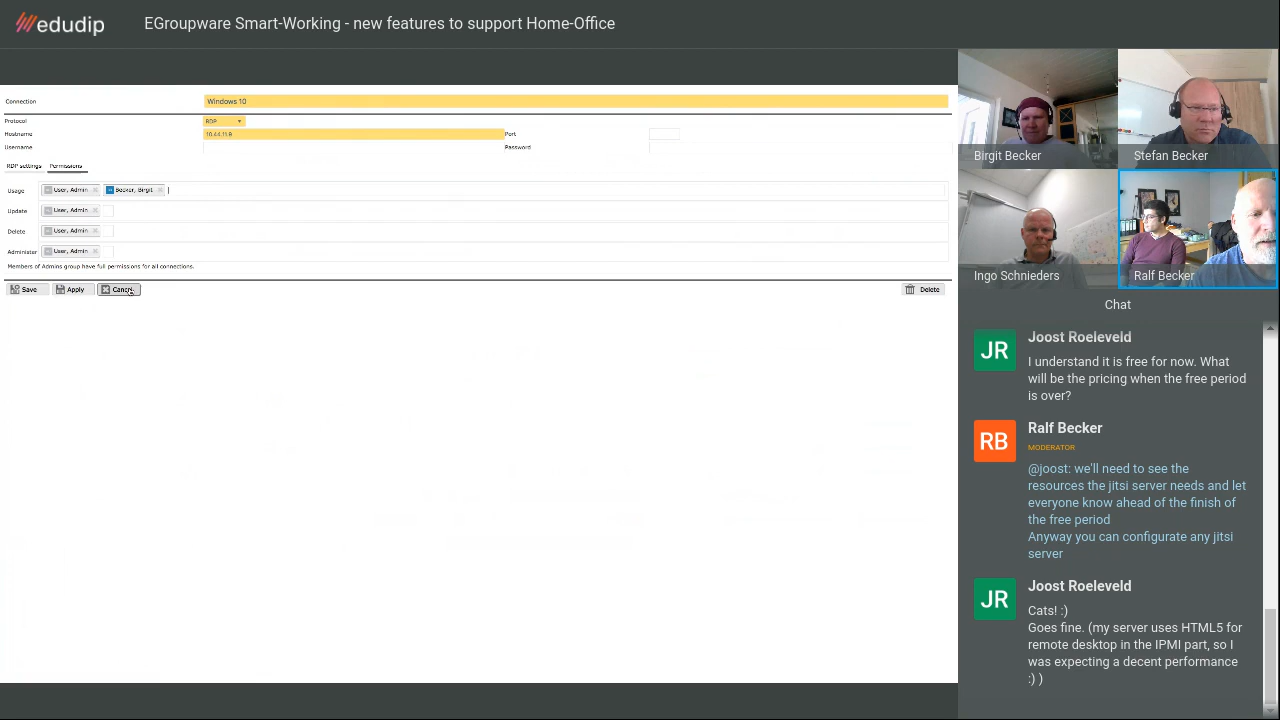 edudip
EGroupware Smart-Working - new features to support Home-Office
Connection
Windows 10
Protocol
RDP
Hostname
10.44.11.8
Port
Username
Password
RDP settings
Permissions
Usage
User, Admin
Becker, Birgit
Update
User, Admin
Delete
User, Admin
Administer
User, Admin
Members of Admins group have full permissions for all connections.
Save
Apply
Cancel
Delete
Birgit Becker
Stefan Becker
Ingo Schnieders
Ralf Becker
Chat
JR
Joost Roeleveld
I understand it is free for now. What
will be the pricing when the free period
is over?
RB
Ralf Becker
MODERATOR
@joost: we'll need to see the
resources the jitsi server needs and let
everyone know ahead of the finish of
the free period
Anyway you can configurate any jitsi
server
JR
Joost Roeleveld
Cats! :)
Goes fine. (my server uses HTML5 for
remote desktop in the IPMI part, so I
was expecting a decent performance
:) )